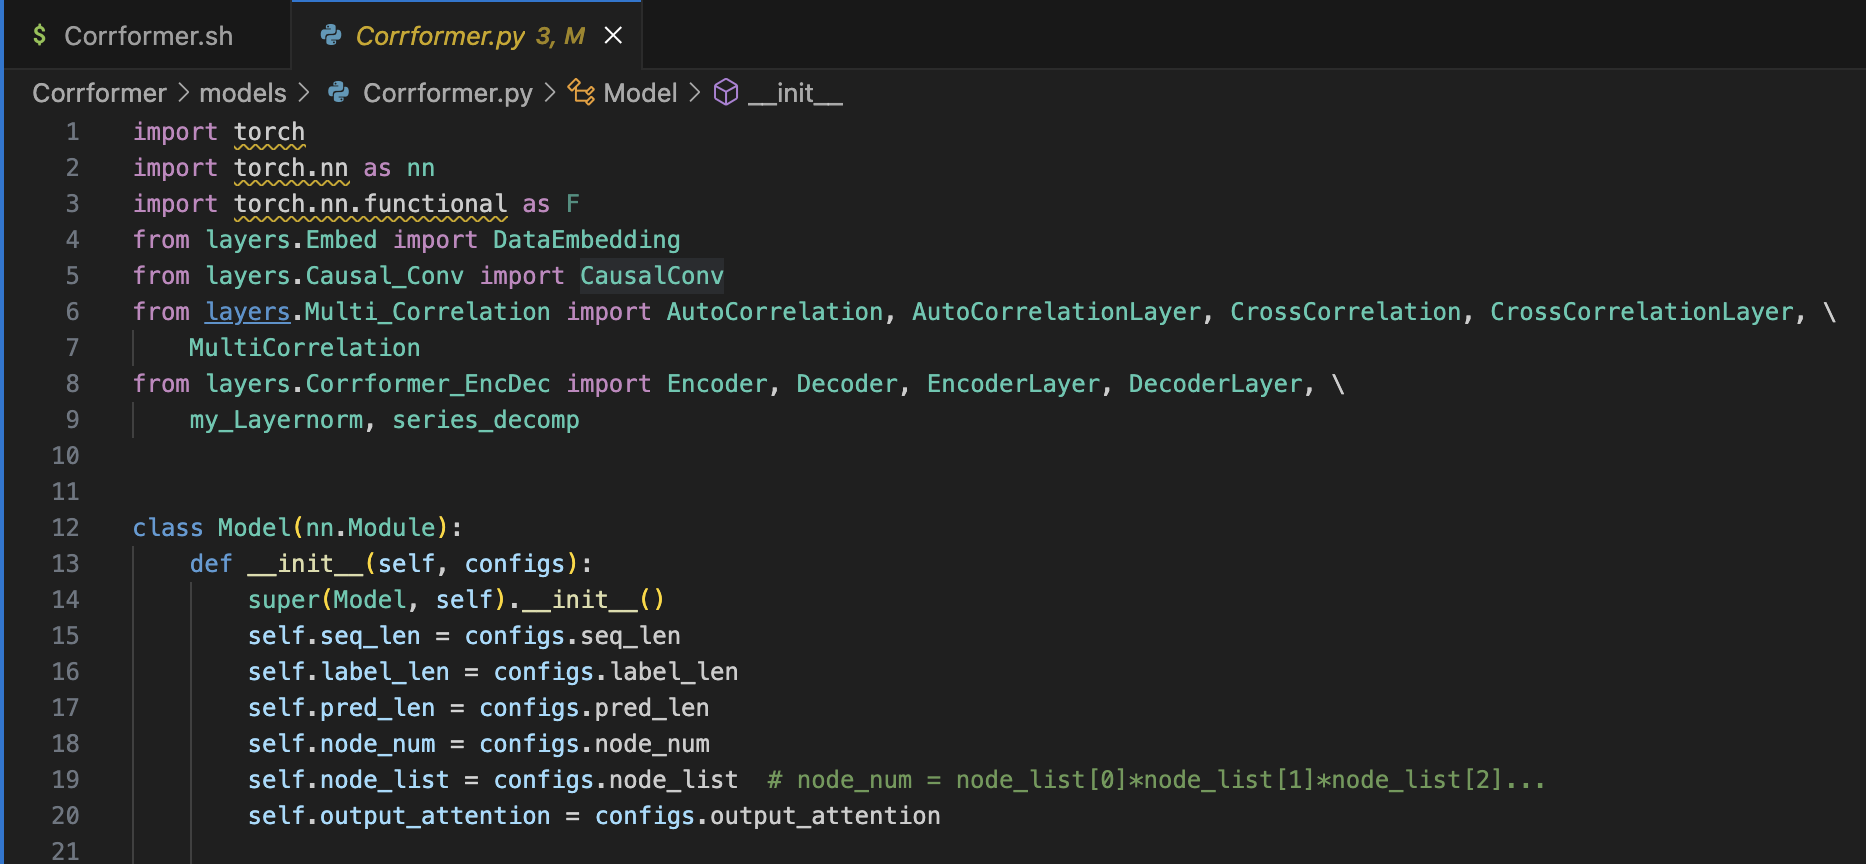 $ Corrformer.sh Corrformer.py 3, M ×
Corrformer > models > Corrformer.py > Model > __init__
1 import torch
2 import torch.nn as nn
3 import torch.nn.functional as F
4 from layers.Embed import DataEmbedding
5 from layers.Causal_Conv import CausalConv
6 from layers.Multi_Correlation import AutoCorrelation, AutoCorrelationLayer, CrossCorrelation, CrossCorrelationLayer, \
7     MultiCorrelation
8 from layers.Corrformer_EncDec import Encoder, Decoder, EncoderLayer, DecoderLayer, \
9     my_Layernorm, series_decomp
10
11
12 class Model(nn.Module):
13     def __init__(self, configs):
14         super(Model, self).__init__()
15         self.seq_len = configs.seq_len
16         self.label_len = configs.label_len
17         self.pred_len = configs.pred_len
18         self.node_num = configs.node_num
19         self.node_list = configs.node_list  # node_num = node_list[0]*node_list[1]*node_list[2]...
20         self.output_attention = configs.output_attention
21